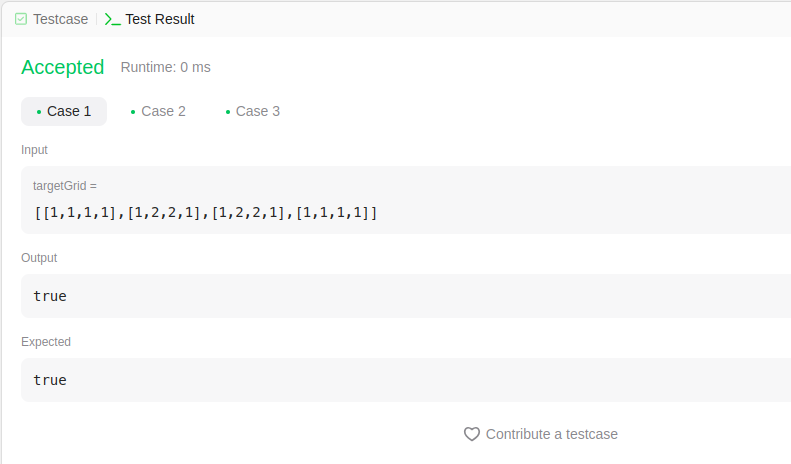 Testcase | Test Result
Accepted Runtime: 0 ms
• Case 1 • Case 2 • Case 3
Input
targetGrid =
[[1,1,1,1],[1,2,2,1],[1,2,2,1],[1,1,1,1]]
Output
true
Expected
true
Contribute a testcase